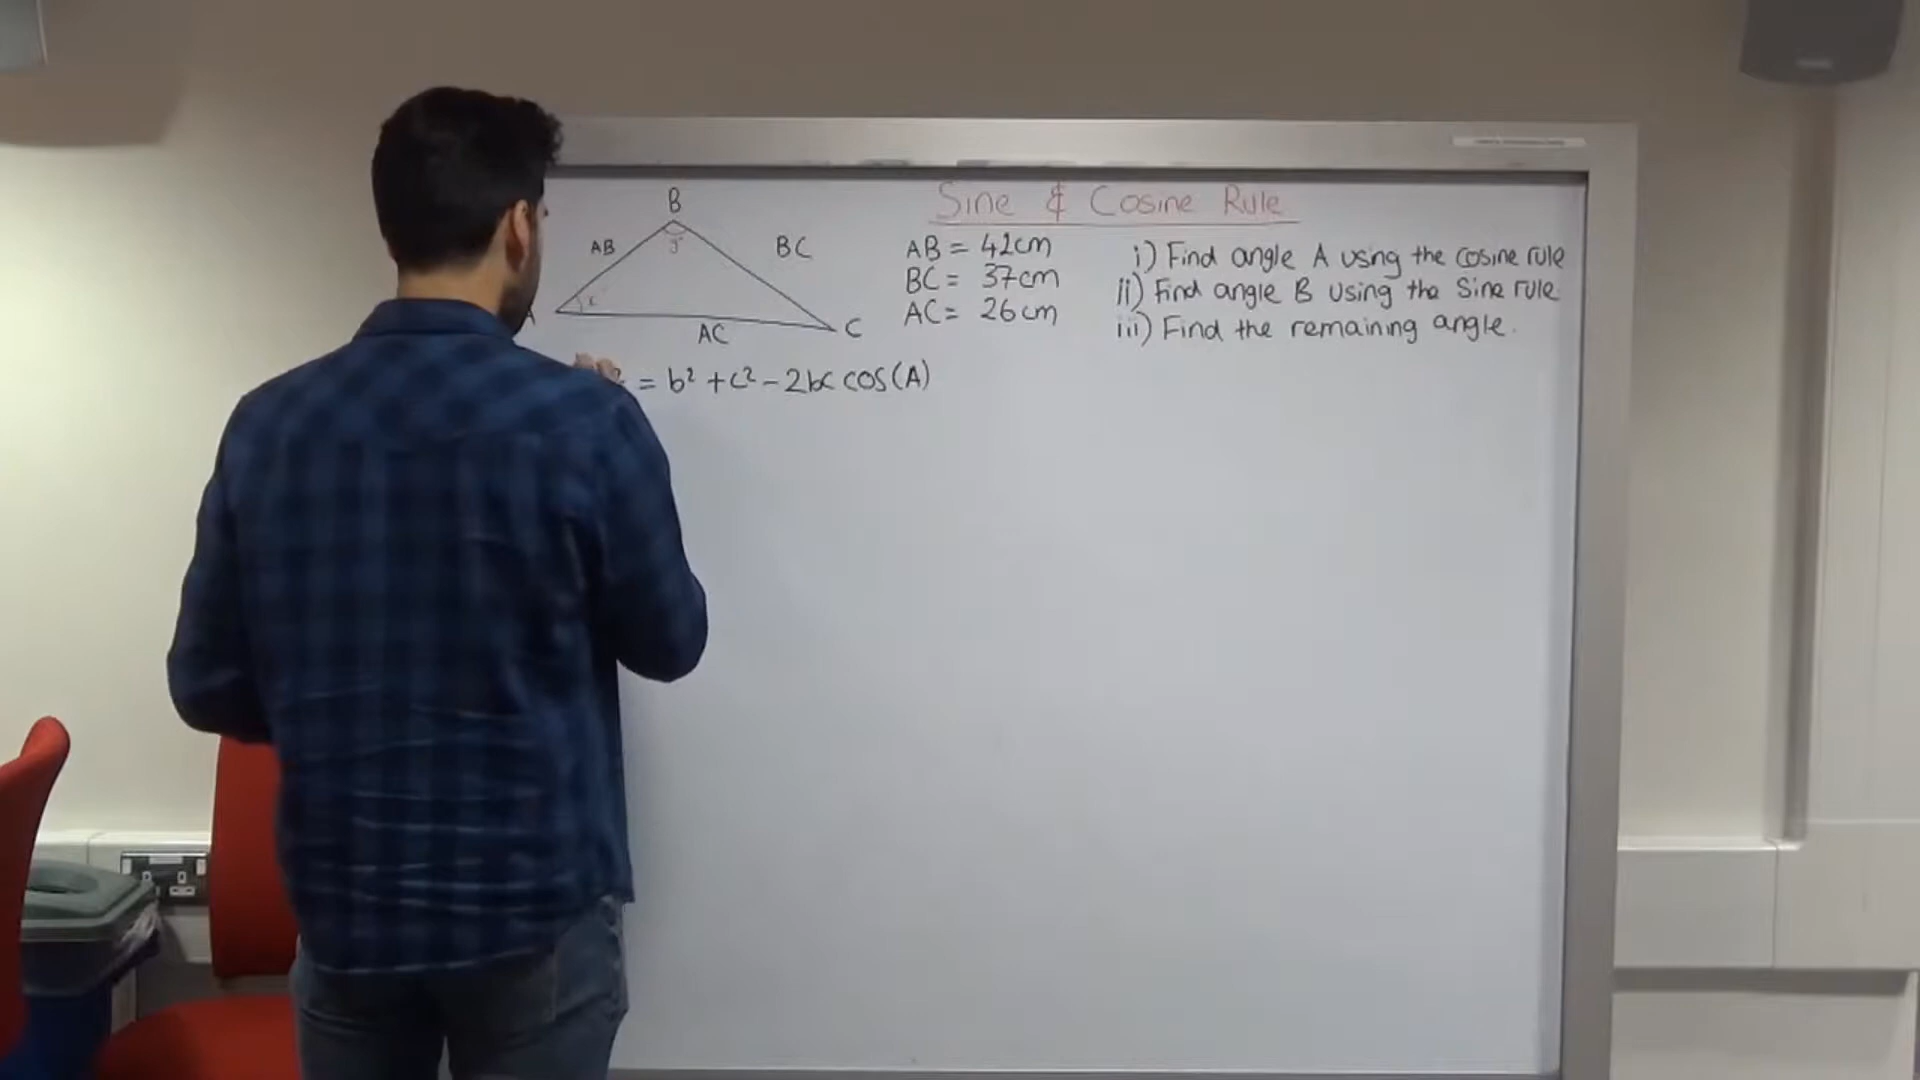 Sine & Cosine Rule
B
AB
BC
y°
x
A
AC
C
AB = 42cm
BC = 37cm
AC = 26cm
i) Find angle A using the cosine rule
ii) Find angle B using the Sine rule
iii) Find the remaining angle.
² = b² + c² - 2bc cos(A)